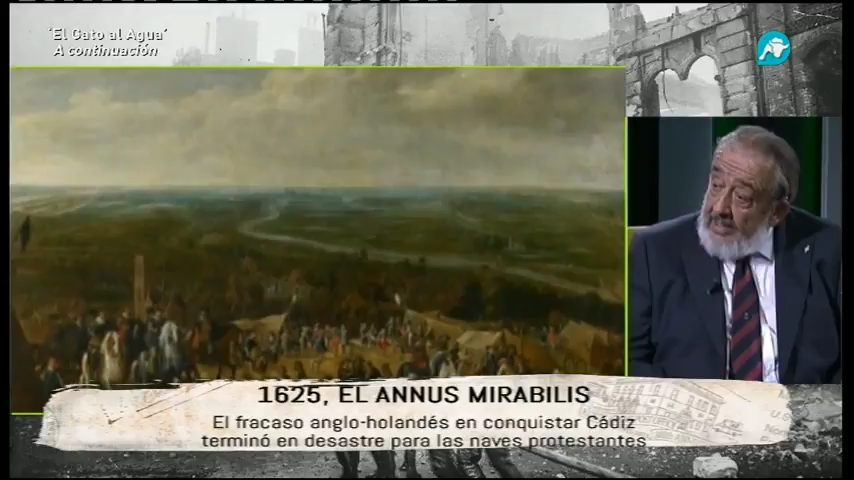 'El Gato al Agua'
A continuación
1625, EL ANNUS MIRABILIS
El fracaso anglo-holandés en conquistar Cádiz
terminó en desastre para las naves protestantes